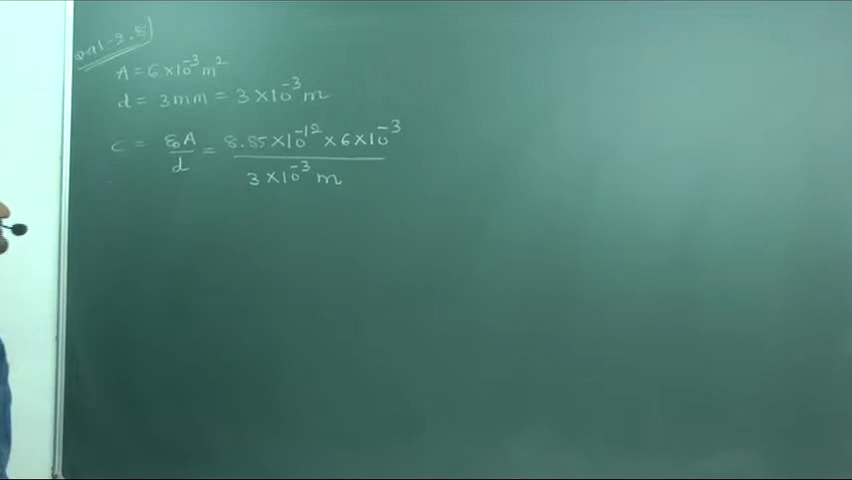 2.8
A = 6×10⁻³ m²
d = 3mm = 3×10⁻³ m
C = ε₀A/d = 8.85×10⁻¹² × 6×10⁻³ / 3×10⁻³ m